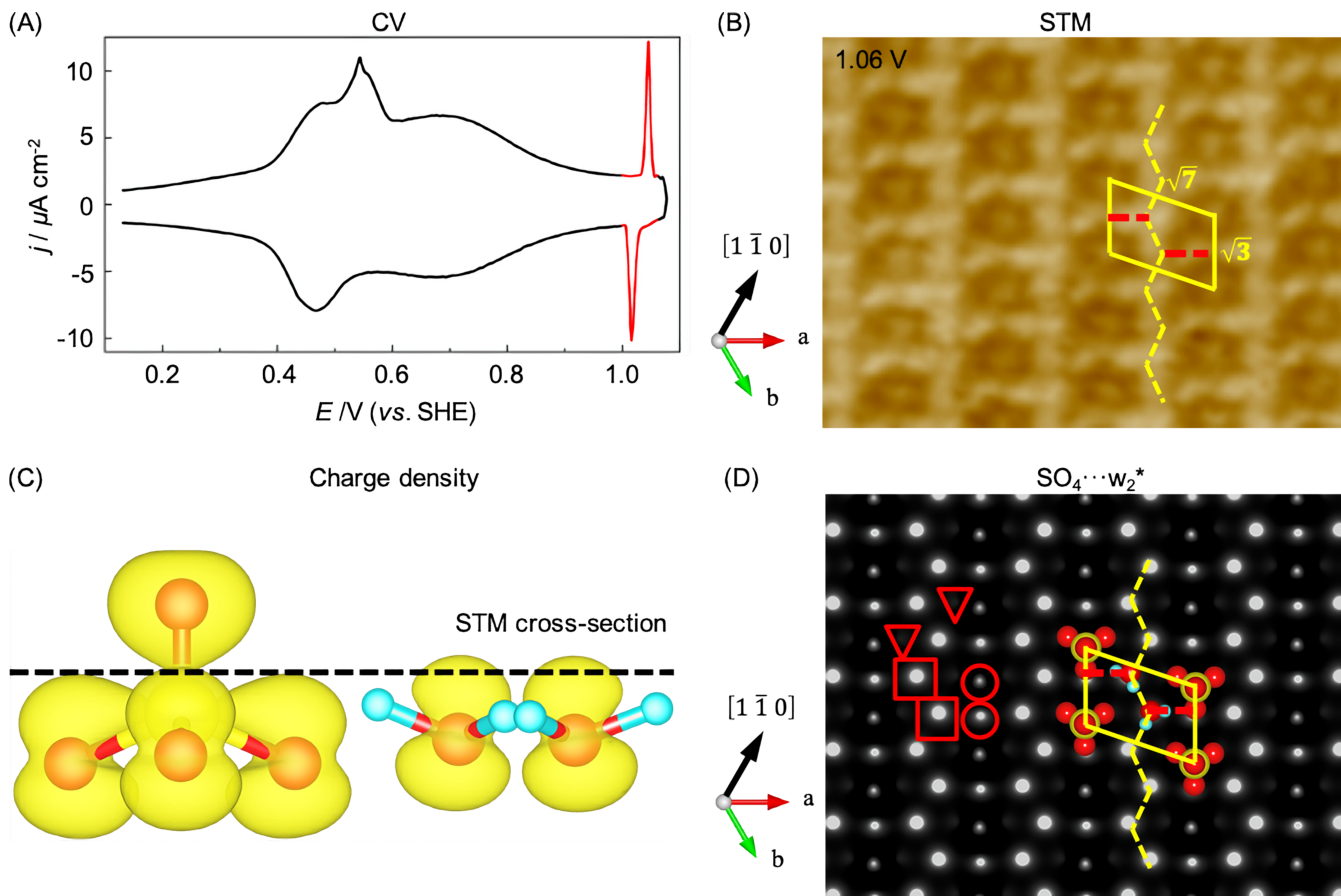 (A)
CV
10
5
0
-5
-10
j / µA cm⁻²
0.2
0.4
0.6
0.8
1.0
E /V (vs. SHE)
(B)
STM
1.06 V
√7
√3
[1 1̅ 0]
a
b
(C)
Charge density
STM cross-section
(D)
SO₄⋯w₂*
[1 1̅ 0]
a
b